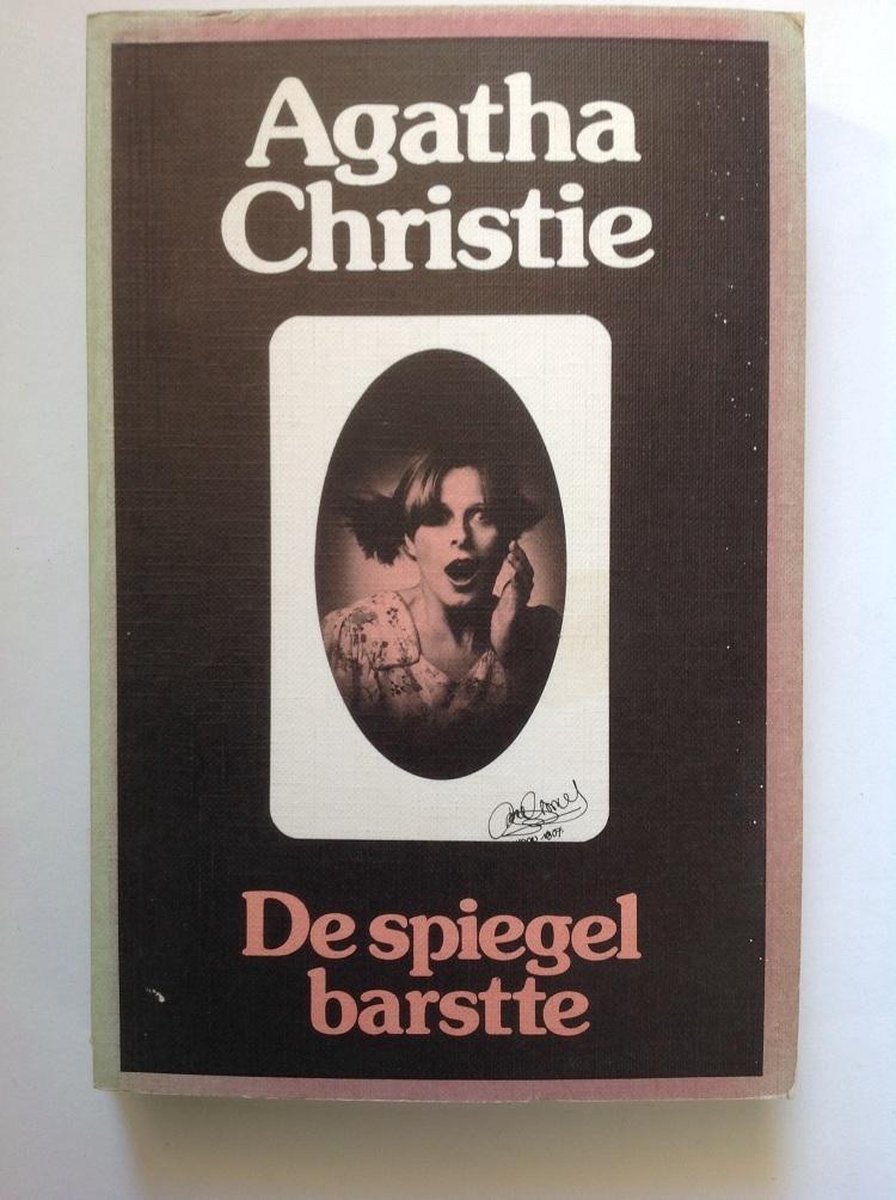 Agatha
Christie
De spiegel
barstte